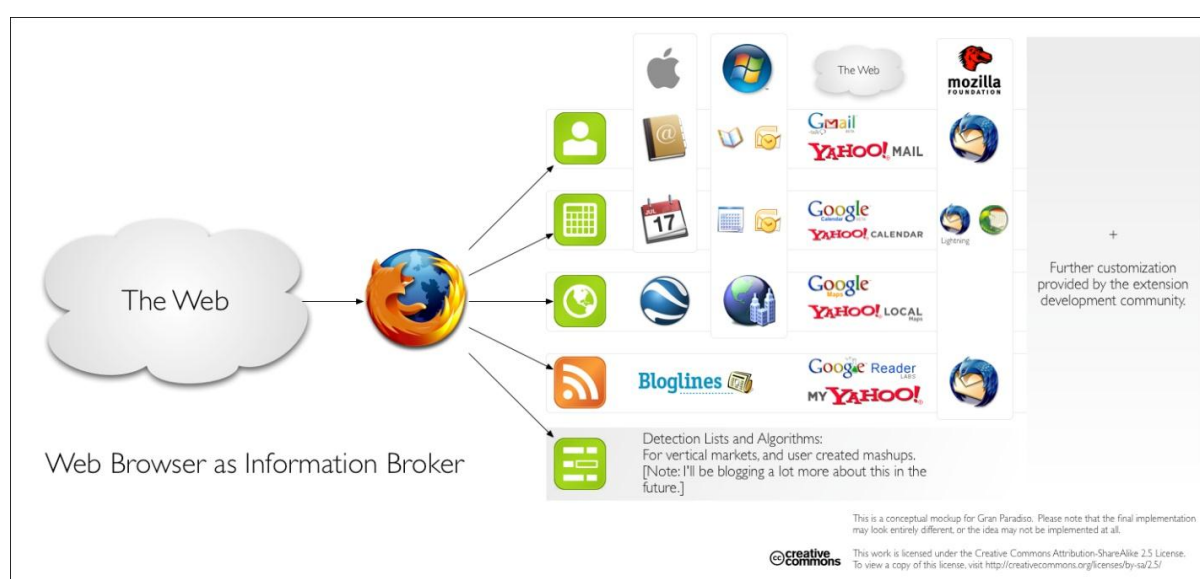 The Web
mozilla
FOUNDATION
@
Gmail
YAHOO! MAIL
JUL
17
Google
Calendar
YAHOO! CALENDAR
Lightning
The Web
Google
Maps
YAHOO! LOCAL
Maps
Bloglines
Google Reader
LABS
MY YAHOO!
+
Further customization
provided by the extension
development community.
Web Browser as Information Broker
Detection Lists and Algorithms:
For vertical markets, and user created mashups.
[Note: I'll be blogging a lot more about this in the
future.]
This is a conceptual mockup for Gran Paradiso. Please note that the final implementation
may look entirely different, or the idea may not be implemented at all.
cc creative
commons
This work is licensed under the Creative Commons Attribution-ShareAlike 2.5 License.
To view a copy of this license, visit http://creativecommons.org/licenses/by-sa/2.5/